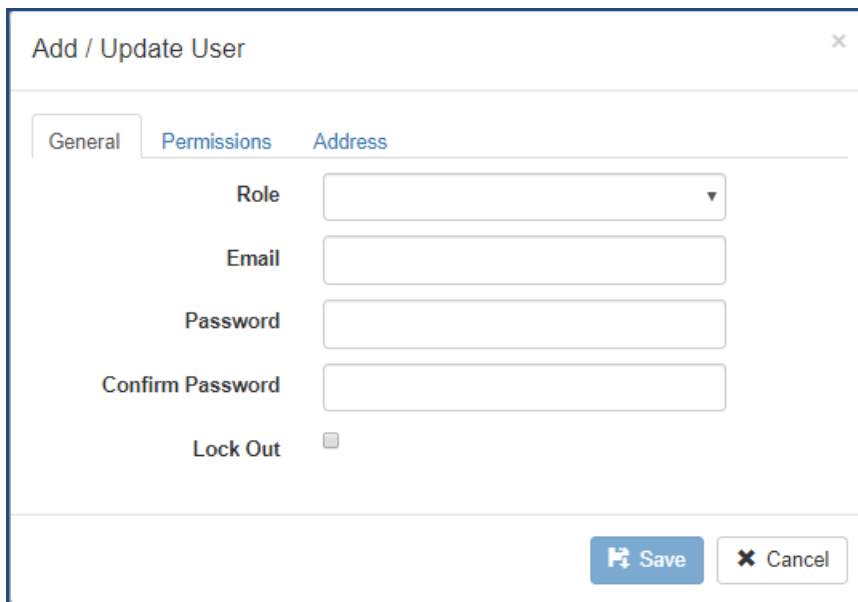 Add / Update User
×
General Permissions Address
Role
Email
Password
Confirm Password
Lock Out
Save Cancel